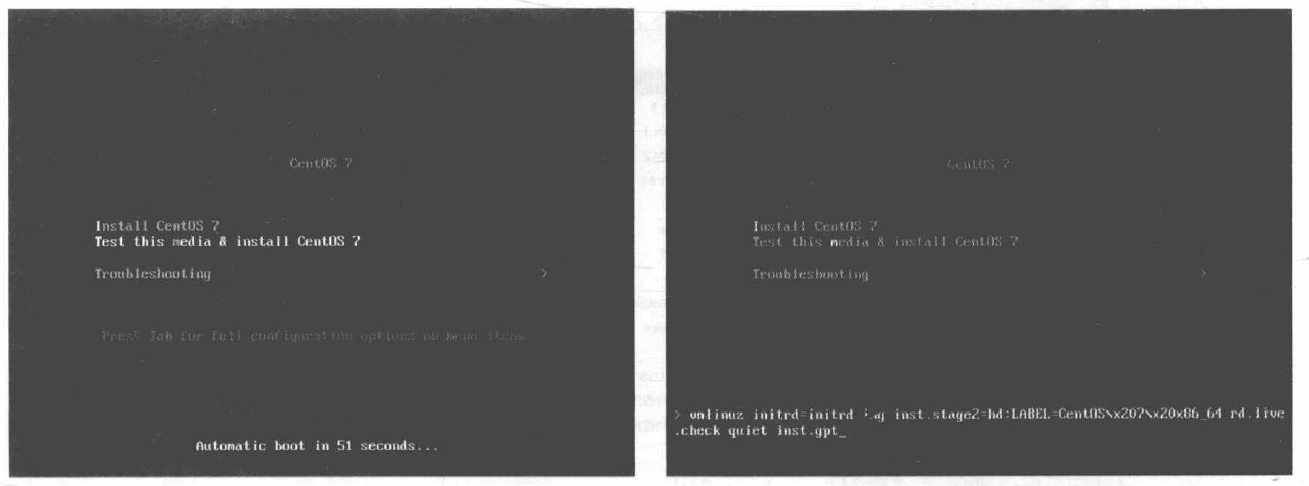 CentOS 7
Install CentOS 7
Test this media & install CentOS 7
Troubleshooting >
Press Tab for full configuration options on menu items
Automatic boot in 51 seconds...
CentOS 7
Install CentOS 7
Test this media & install CentOS 7
Troubleshooting >
> vmlinuz initrd=initrd.img inst.stage2=hd:LABEL=CentOS\x207\x20x86_64 rd.live
.check quiet inst.gpt_